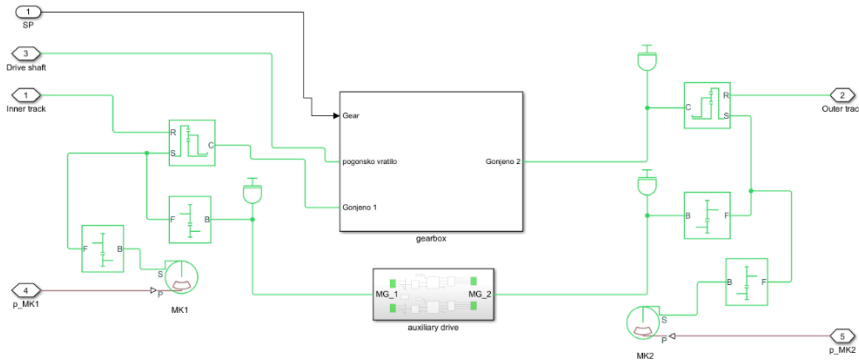 1
SP
3
Drive shaft
1
Inner track
R
S
C
F
B
F
B
S
P
4
p_MK1
MK1
Gear
pogonsko vratilo
Gonjeno 1
Gonjeno 2
gearbox
MG_1
MG_2
auxiliary drive
C
R
S
2
Outer trac
B
F
B
F
S
P
MK2
5
p_MK2